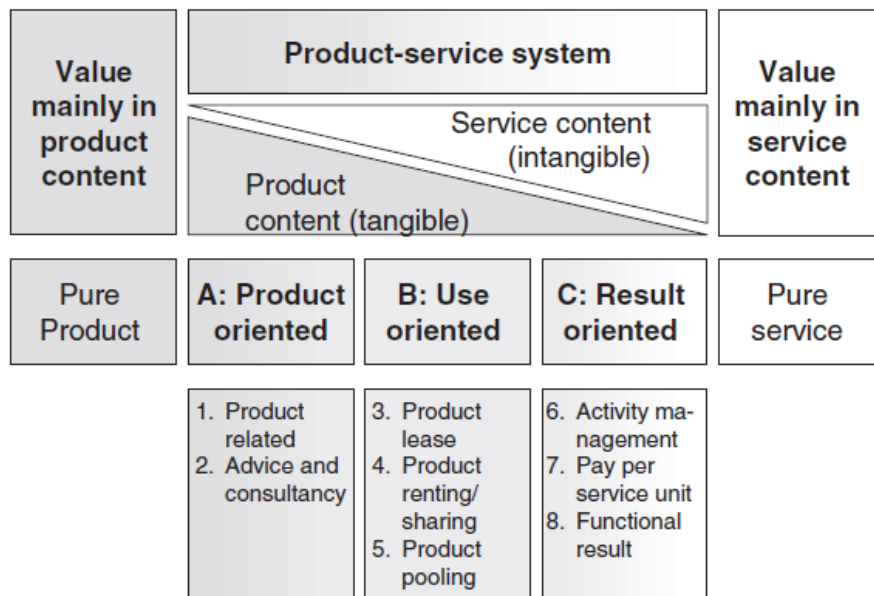 Value
mainly in
product
content
Product-service system
Value
mainly in
service
content
Service content
(intangible)
Product
content (tangible)
Pure
Product
A: Product
oriented
B: Use
oriented
C: Result
oriented
Pure
service
1. Product
related
2. Advice and
consultancy
3. Product
lease
4. Product
renting/
sharing
5. Product
pooling
6. Activity ma-
nagement
7. Pay per
service unit
8. Functional
result